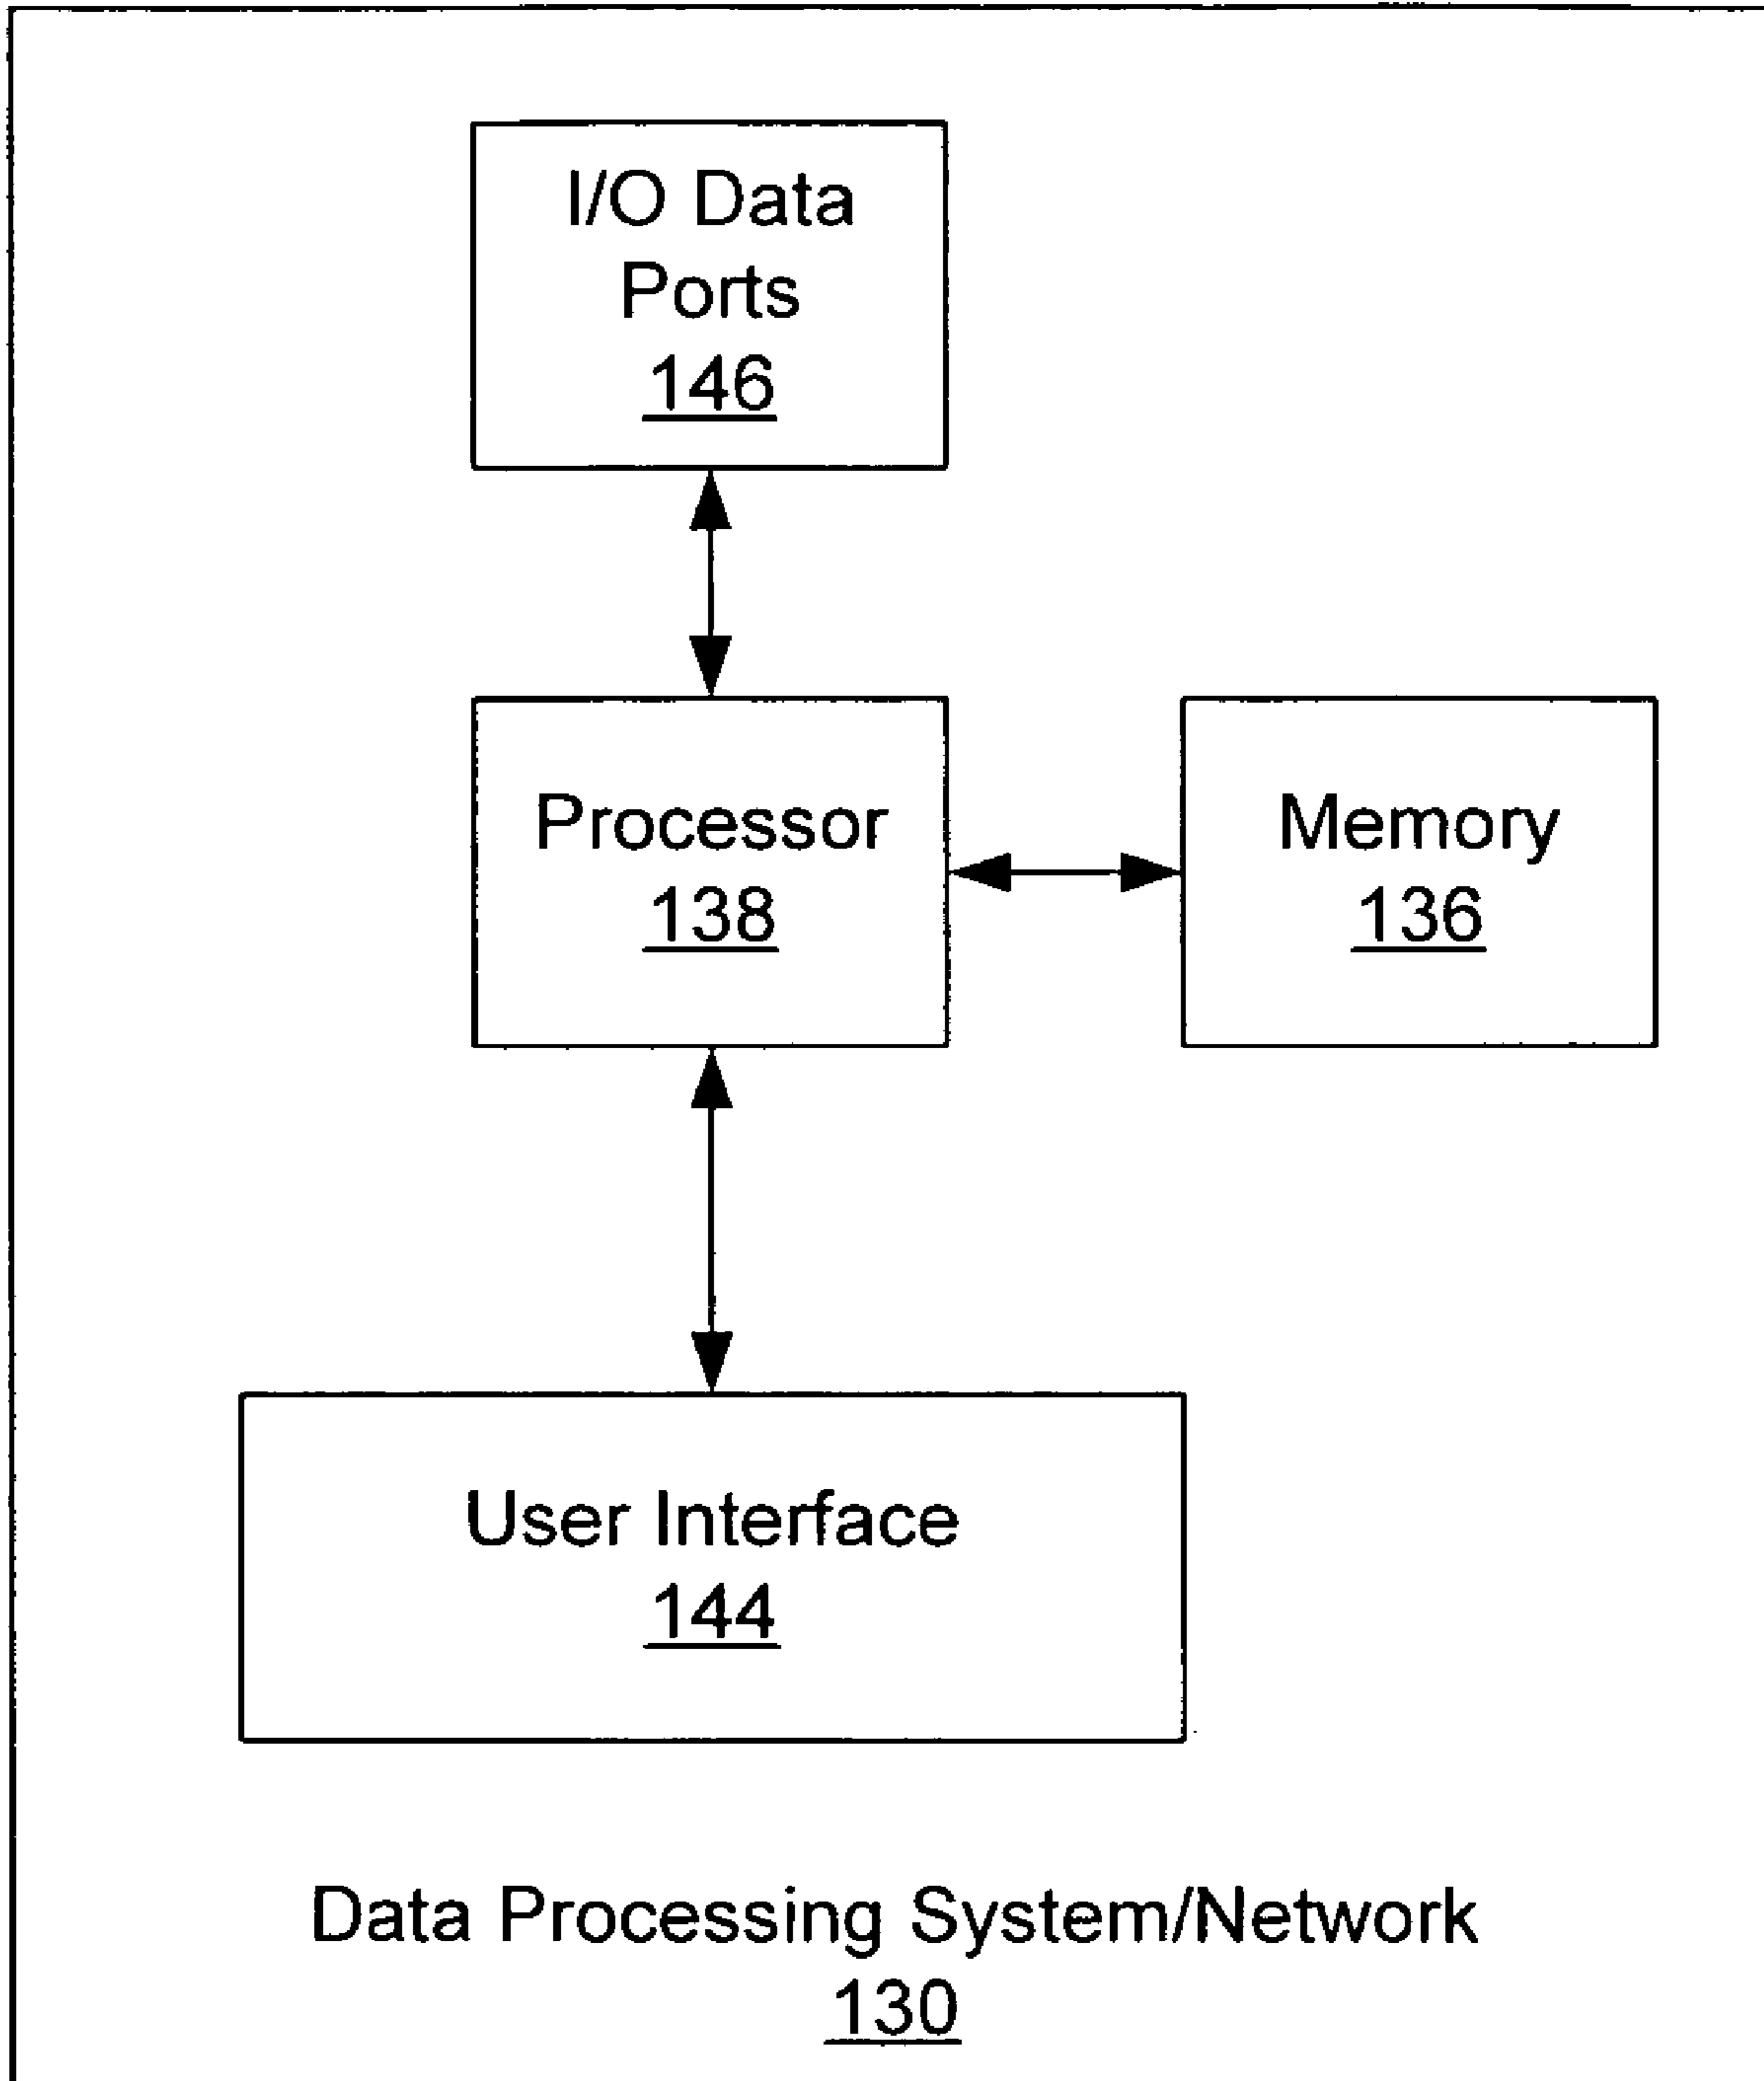 I/O Data
Ports
146
Processor
138
Memory
136
User Interface
144
Data Processing System/Network
130